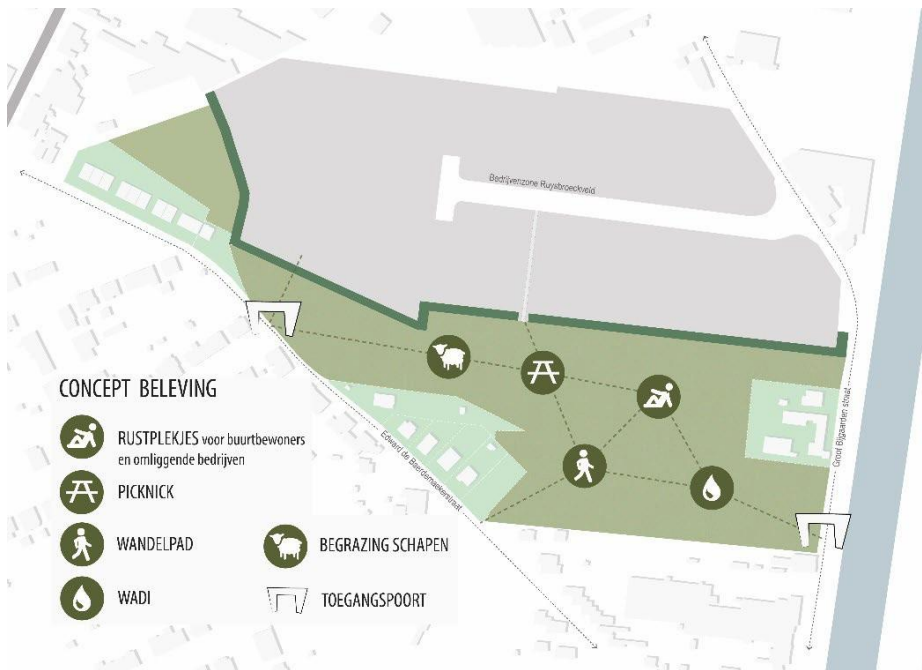 Bedrijvenzone Ruysbroeckveld
CONCEPT BELEVING
RUSTPLEKJES voor buurtbewoners
en omliggende bedrijven
PICKNICK
WANDELPAD
WADI
BEGRAZING SCHAPEN
TOEGANGSPOORT
Edward de Baerdemaekerstraat
Groot Bijgaarden straat